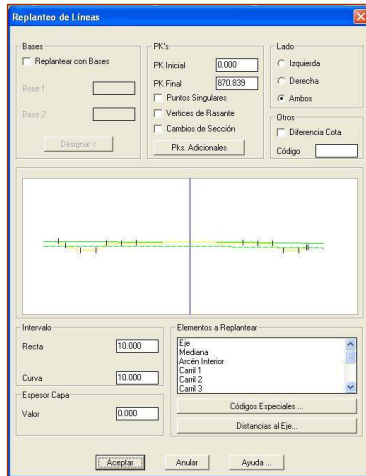 Replanteo de Líneas
Bases
Replantear con Bases
Base 1
Base 2
Designar <
PK's
PK Inicial 0.000
PK Final 870.839
Puntos Singulares
Vertices de Rasante
Cambios de Sección
Pks. Adicionales
Lado
Izquierda
Derecha
Ambos
Otros
Diferencia Cota
Código
Intervalo
Recta 10.000
Curva 10.000
Espesor Capa
Valor 0.000
Elementos a Replantear
Eje
Mediana
Arcén Interior
Carril 1
Carril 2
Carril 3
Códigos Especiales ...
Distancias al Eje...
Aceptar
Anular
Ayuda ...